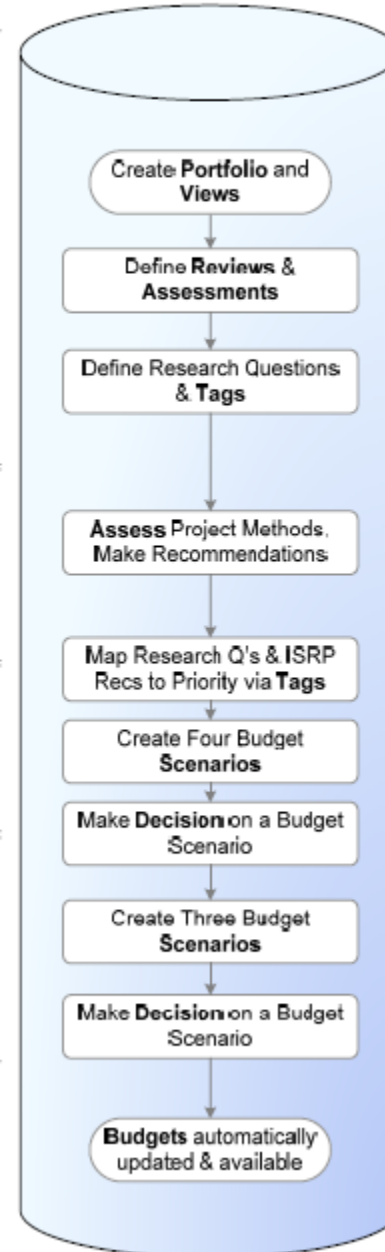 Create Portfolio and
Views
Define Reviews &
Assessments
Define Research Questions
& Tags
Assess Project Methods,
Make Recommendations
Map Research Q's & ISRP
Recs to Priority via Tags
Create Four Budget
Scenarios
Make Decision on a Budget
Scenario
Create Three Budget
Scenarios
Make Decision on a Budget
Scenario
Budgets automatically
updated & available